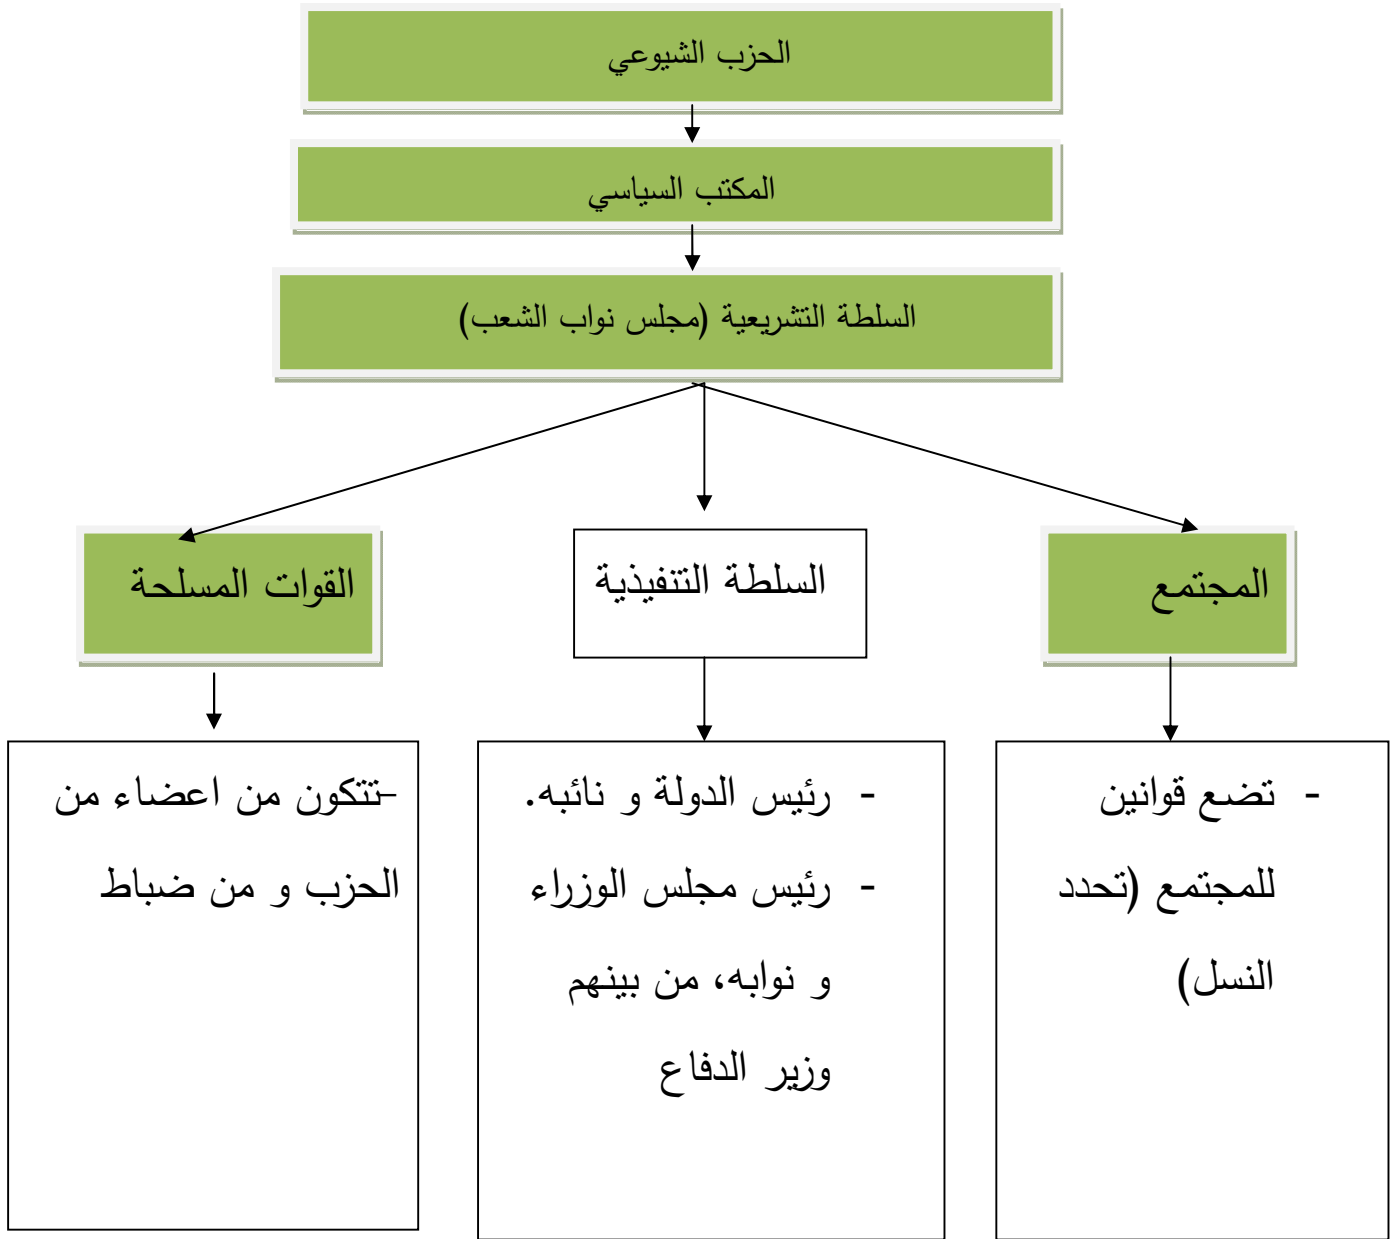 الحزب الشيوعي
المكتب السياسي
السلطة التشريعية (مجلس نواب الشعب)
المجتمع
السلطة التنفيذية
القوات المسلحة
- تضع قوانين
للمجتمع (تحدد
النسل)
- رئيس الدولة و نائبه.
- رئيس مجلس الوزراء
و نوابه، من بينهم
وزير الدفاع
-تتكون من اعضاء من
الحزب و من ضباط